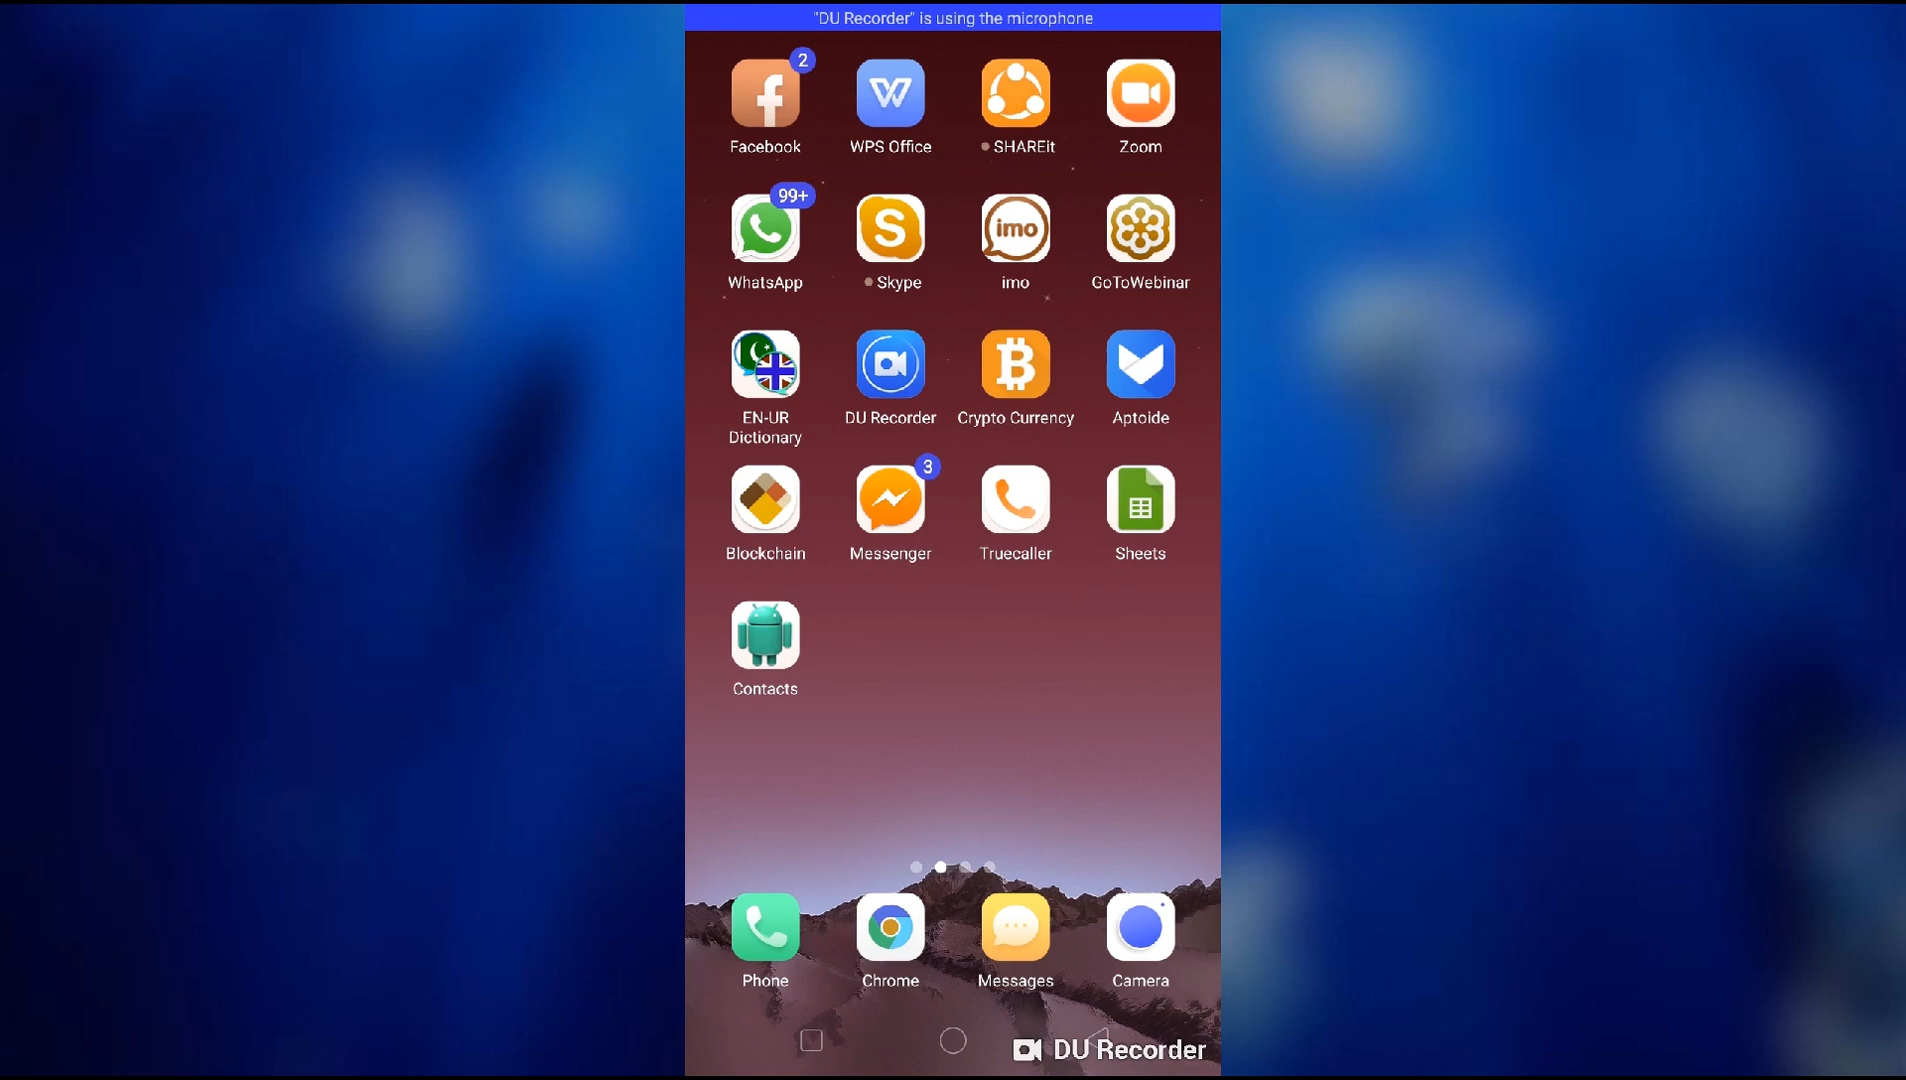 "DU Recorder" is using the microphone
2
Facebook
WPS Office
SHAREit
Zoom
99+
WhatsApp
S
Skype
imo
imo
GoToWebinar
EN-UR
Dictionary
DU Recorder
Crypto Currency
Aptoide
3
Blockchain
Messenger
Truecaller
Sheets
Contacts
Phone
Chrome
Messages
Camera
DU Recorder